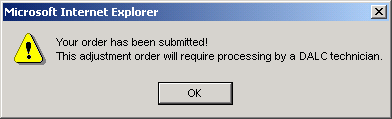 Microsoft Internet Explorer
Your order has been submitted!
This adjustment order will require processing by a DALC technician.
OK